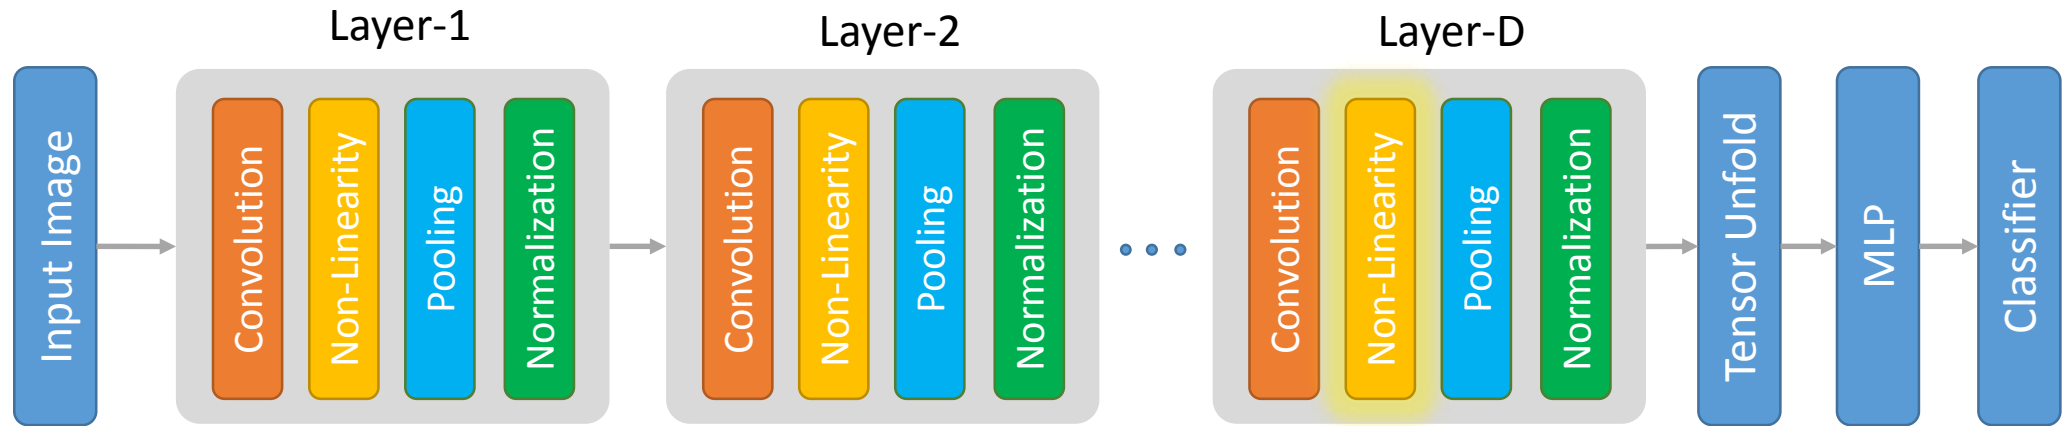 Layer-1
Layer-2
Layer-D
Input Image
Convolution
Non-Linearity
Pooling
Normalization
Convolution
Non-Linearity
Pooling
Normalization
Convolution
Non-Linearity
Pooling
Normalization
Tensor Unfold
MLP
Classifier